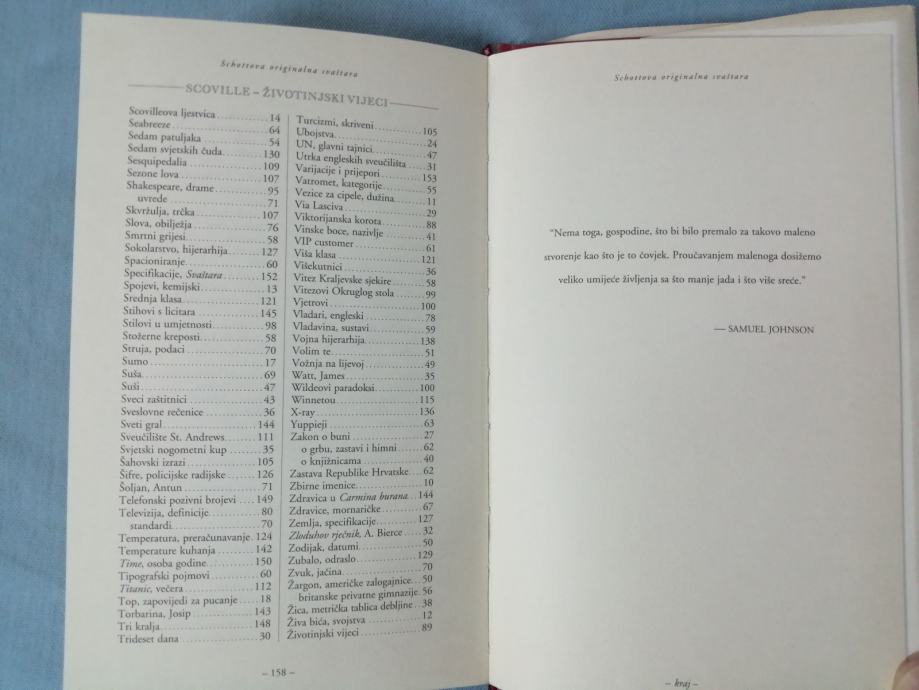 Schottova originalna svaštara
SCOVILLE – ŽIVOTINJSKI VIJECI
Scovilleova ljestvica 14
Seabreeze 64
Sedam patuljaka 54
Sedam svjetskih čuda 130
Sesquipedalia 109
Sezone lova 107
Shakespeare, drame 95
uvrede 71
Skvržulja, trčka 107
Slova, obilježja 76
Smrtni grijesi 58
Sokolarstvo, hijerarhija 127
Spacioniranje 60
Specifikacije, Svaštara 152
Spojevi, kemijski 13
Srednja klasa 121
Stihovi s licitara 145
Stilovi u umjetnosti 98
Stožerne kreposti 58
Struja, podaci 70
Sumo 17
Suša 69
Suši 47
Sveci zaštitnici 43
Sveslovne rečenice 36
Sveti gral 144
Sveučilište St. Andrews 111
Svjetski nogometni kup 35
Šahovski izrazi 105
Šifre, policijske radijske 126
Šoljan, Antun 71
Telefonski pozivni brojevi 149
Televizija, definicije 80
standardi 70
Temperatura, preračunavanje 124
Temperature kuhanja 142
Time, osoba godine 150
Tipografski pojmovi 60
Titanic, večera 112
Top, zapovijedi za pucanje 18
Torbarina, Josip 143
Tri kralja 148
Trideset dana 30
Turcizmi, skriveni 105
Ubojstva 24
UN, glavni tajnici 47
Utrka engleskih sveučilišta 31
Varijacije i prijepori 153
Vatromet, kategorije 55
Vezice za cipele, dužina 11
Via Lasciva 29
Viktorijanska korota 88
Vinske boce, nazivlje 41
VIP customer 61
Viša klasa 121
Višekutnici 36
Vitez Kraljevske sjekire 58
Vitezovi Okruglog stola 99
Vjetrovi 100
Vladari, engleski 78
Vladavina, sustavi 59
Vojna hijerarhija 138
Volim te 51
Vožnja na lijevoj 49
Watt, James 35
Wildeovi paradoksi 100
Winnetou 115
X-ray 136
Yuppieji 63
Zakon o buni 27
o grbu, zastavi i himni 62
o knjižnicama 40
Zastava Republike Hrvatske 62
Zbirne imenice 10
Zdravica u Carmina burana 144
Zdravice, mornaričke 67
Zemlja, specifikacije 127
Zloduhov rječnik, A. Bierce 32
Zodijak, datumi 50
Zubalo, odraslo 129
Zvuk, jačina 70
Žargon, američke zalogajnice 50
britanske privatne gimnazije 56
Žica, metrička tablica debljine 38
Živa bića, svojstva 12
Životinjski vijeci 89
– 158 –
Schottova originalna svaštara
"Nema toga, gospodine, što bi bilo premalo za takovo maleno
stvorenje kao što je to čovjek. Proučavanjem malenoga dosižemo
veliko umijeće življenja sa što manje jada i što više sreće."
— SAMUEL JOHNSON
– kraj –